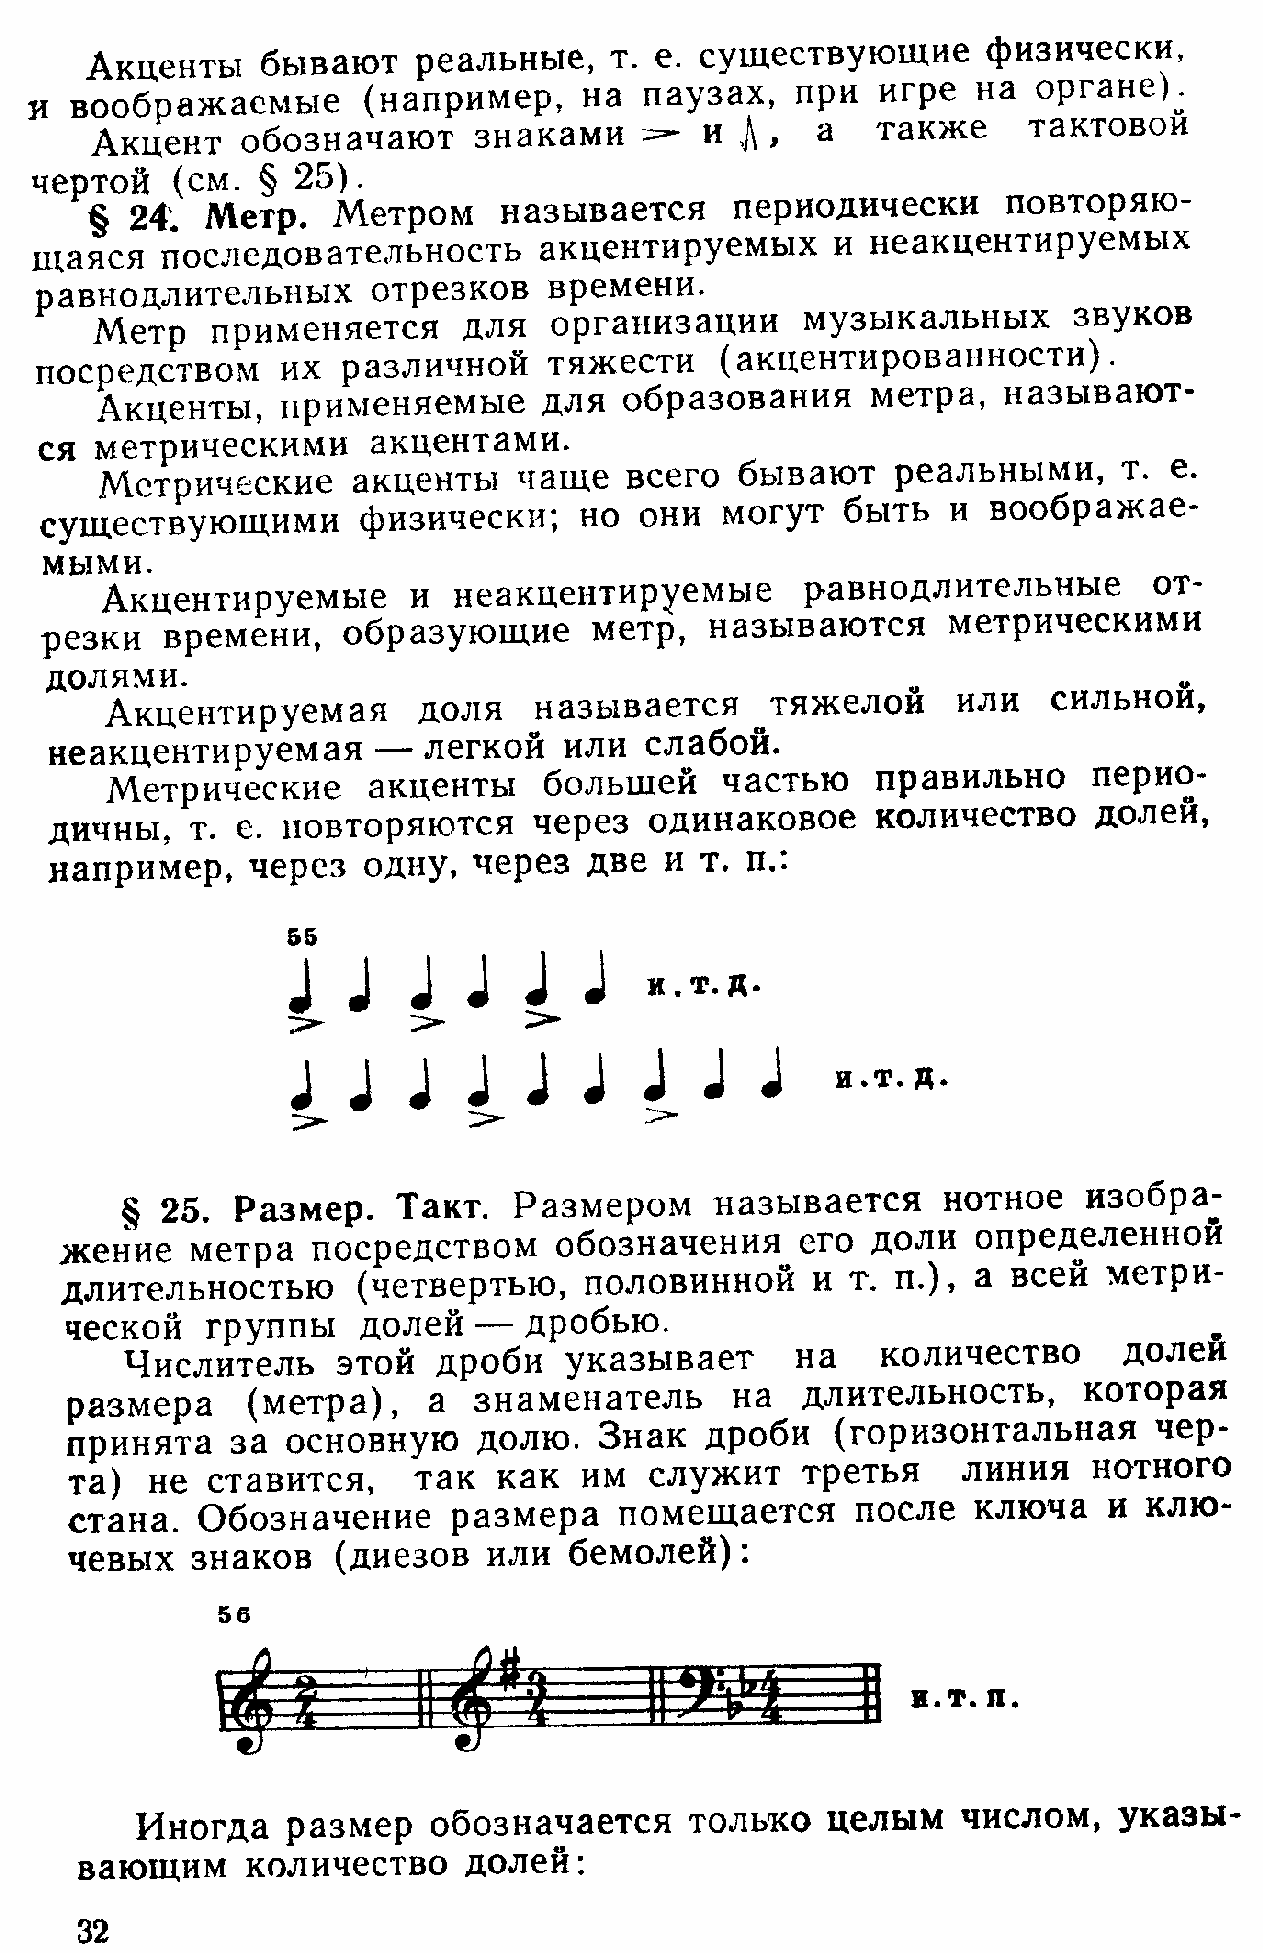 Акценты бывают реальные, т. е. существующие физически,
и воображаемые (например, на паузах, при игре на органе).
Акцент обозначают знаками > и Λ, а также тактовой
чертой (см. § 25).
§ 24. Метр. Метром называется периодически повторяю-
щаяся последовательность акцентируемых и неакцентируемых
равнодлительных отрезков времени.
Метр применяется для организации музыкальных звуков
посредством их различной тяжести (акцентированности).
Акценты, применяемые для образования метра, называют-
ся метрическими акцентами.
Метрические акценты чаще всего бывают реальными, т. е.
существующими физически; но они могут быть и воображае-
мыми.
Акцентируемые и неакцентируемые равнодлительные от-
резки времени, образующие метр, называются метрическими
долями.
Акцентируемая доля называется тяжелой или сильной,
неакцентируемая — легкой или слабой.
Метрические акценты большей частью правильно перио-
дичны, т. е. повторяются через одинаковое количество долей,
например, через одну, через две и т. п.:
55
и.т.д.
и.т.д.
§ 25. Размер. Такт. Размером называется нотное изобра-
жение метра посредством обозначения его доли определенной
длительностью (четвертью, половинной и т. п.), а всей метри-
ческой группы долей — дробью.
Числитель этой дроби указывает на количество долей
размера (метра), а знаменатель на длительность, которая
принята за основную долю. Знак дроби (горизонтальная чер-
та) не ставится, так как им служит третья линия нотного
стана. Обозначение размера помещается после ключа и клю-
чевых знаков (диезов или бемолей):
56
2 4 3 4 4 4 и.т.п.
Иногда размер обозначается только целым числом, указы-
вающим количество долей:
32